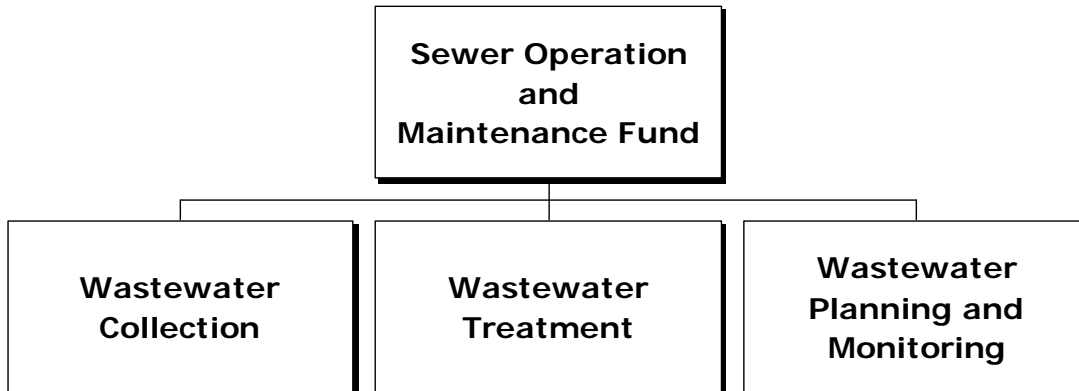 Sewer Operation
and
Maintenance Fund
Wastewater
Collection
Wastewater
Treatment
Wastewater
Planning and
Monitoring